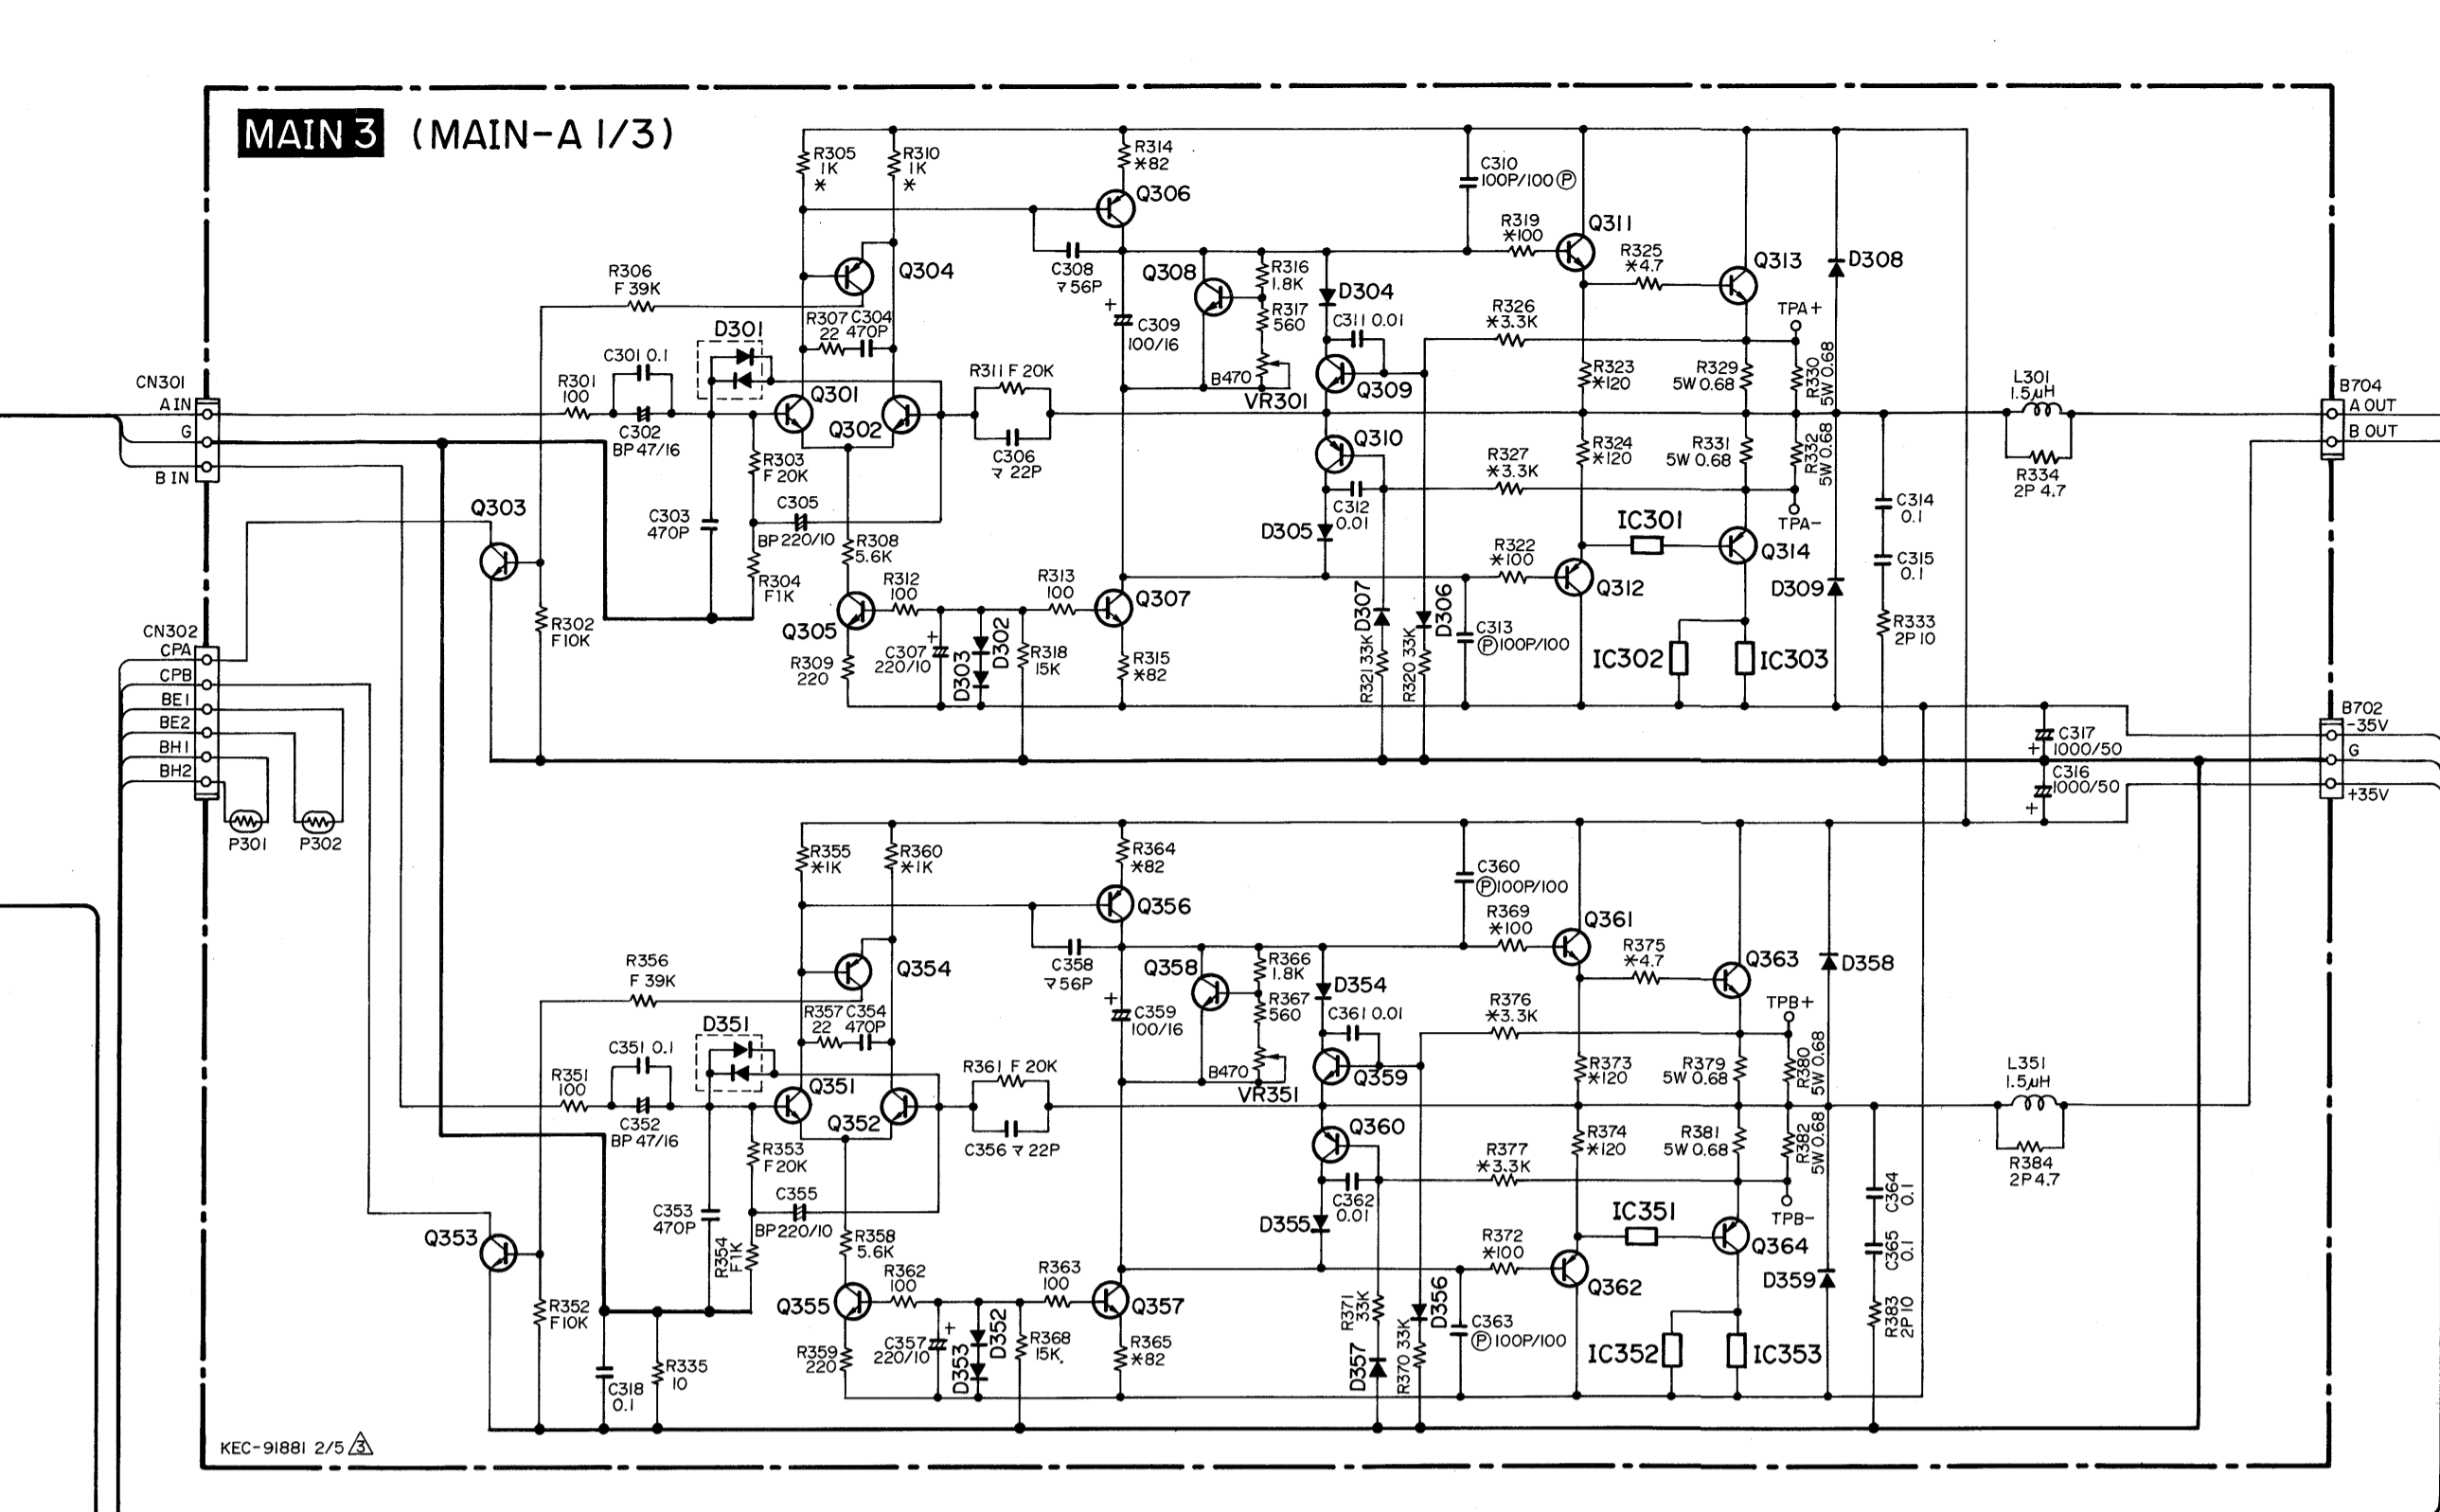 MAIN 3 (MAIN-A 1/3)
R305
1K
*
R310
1K
*
R314
*82
Q306
C310
100P/100 Ⓟ
R319
*100
Q311
R325
*4.7
Q313
D308
R306
F 39K
Q304
C308
マ56P
Q308
R316
1.8K
R317
560
D304
C311 0.01
R326
*3.3K
TPA+
D301
R307
22
C304
470P
C309
100/16
+
B470
VR301
Q309
R323
*120
R329
5W 0.68
R330
5W 0.68
L301
1.5μH
CN301
A IN
G
B IN
R301
100
C301 0.1
C302
BP 47/16
Q301
Q302
R311 F 20K
C306
マ 22P
B704
A OUT
B OUT
Q310
R324
*120
R331
5W 0.68
R332
5W 0.68
R327
*3.3K
R334
2P 4.7
R303
F 20K
C305
BP 220/10
C303
470P
R304
F1K
R308
5.6K
Q303
R302
F10K
D305
C312
0.01
IC301
TPA-
Q314
C314
0.1
C315
0.1
R333
2P 10
R322
*100
Q312
D309
R312
100
R313
100
Q307
Q305
R309
220
+
C307
220/10
D303
D302
R318
15K
R315
*82
D307
R321 33K
D306
R320 33K
C313
Ⓟ100P/100
IC302
IC303
CN302
CPA
CPB
BE1
BE2
BH1
BH2
P301
P302
C317
1000/50
+
C316
1000/50
+
B702
-35V
G
+35V
R355
*1K
R360
*1K
R364
*82
Q356
C360
Ⓟ100P/100
R369
*100
Q361
R375
*4.7
Q363
D358
R356
F 39K
Q354
C358
マ56P
Q358
R366
1.8K
R367
560
D354
C361 0.01
R376
*3.3K
TPB+
D351
R357
22
C354
470P
C359
100/16
+
B470
VR351
Q359
R373
*120
R379
5W 0.68
R380
5W 0.68
L351
1.5μH
R351
100
C351 0.1
C352
BP 47/16
Q351
Q352
R361 F 20K
C356 マ 22P
Q360
R374
*120
R381
5W 0.68
R382
5W 0.68
R377
*3.3K
R384
2P 4.7
R353
F 20K
C355
BP 220/10
C353
470P
R354
F1K
R358
5.6K
Q353
R352
F10K
D355
C362
0.01
IC351
TPB-
Q364
C364
0.1
C365
0.1
R383
2P 10
R372
*100
Q362
D359
R362
100
R363
100
Q357
Q355
R359
220
+
C357
220/10
D353
D352
R368
15K
R365
*82
R371
33K
D357
D356
R370 33K
C363
Ⓟ100P/100
IC352
IC353
C318
0.1
R335
10
KEC-91881 2/5 3